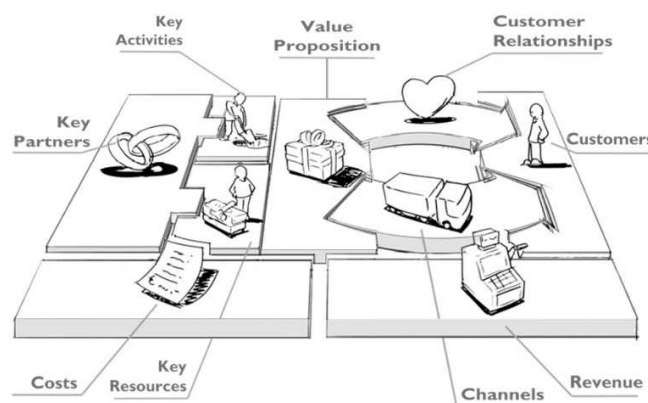 Key
Activities
Value
Proposition
Customer
Relationships
Key
Partners
Customers
Costs
Key
Resources
Channels
Revenue